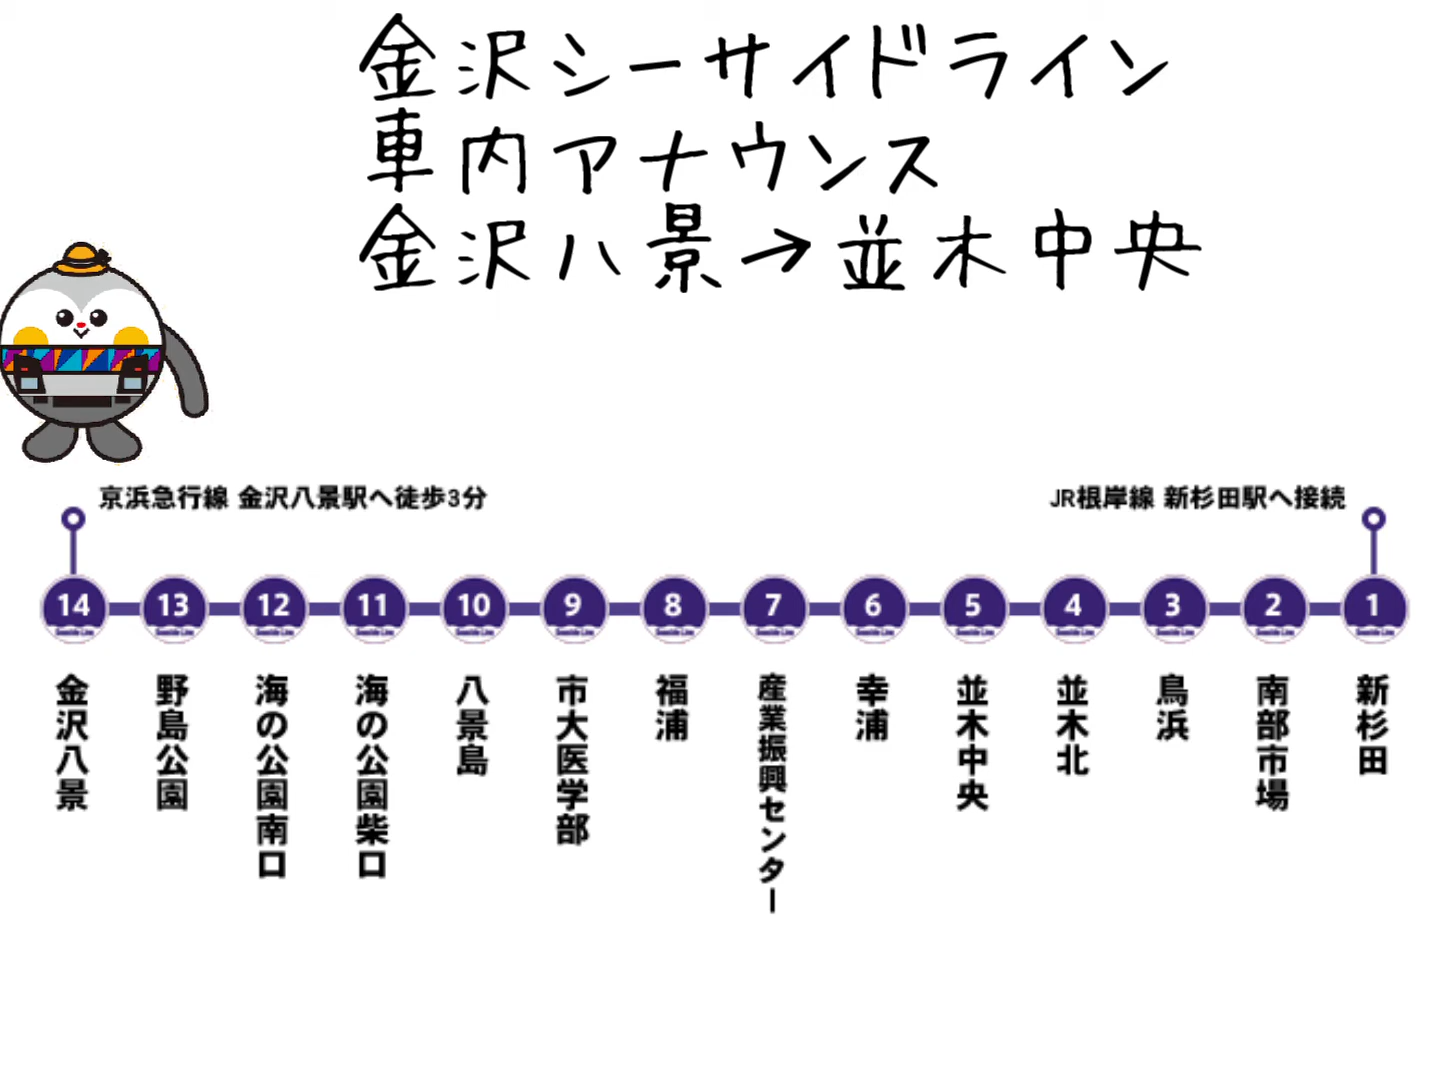 金沢シーサイドライン
車内アナウンス
金沢八景→並木中央
京浜急行線 金沢八景駅へ徒歩3分
JR根岸線 新杉田駅へ接続
14 13 12 11 10 9 8 7 6 5 4 3 2 1
金沢八景
野島公園
海の公園南口
海の公園柴口
八景島
市大医学部
福浦
産業振興センター
幸浦
並木中央
並木北
鳥浜
南部市場
新杉田